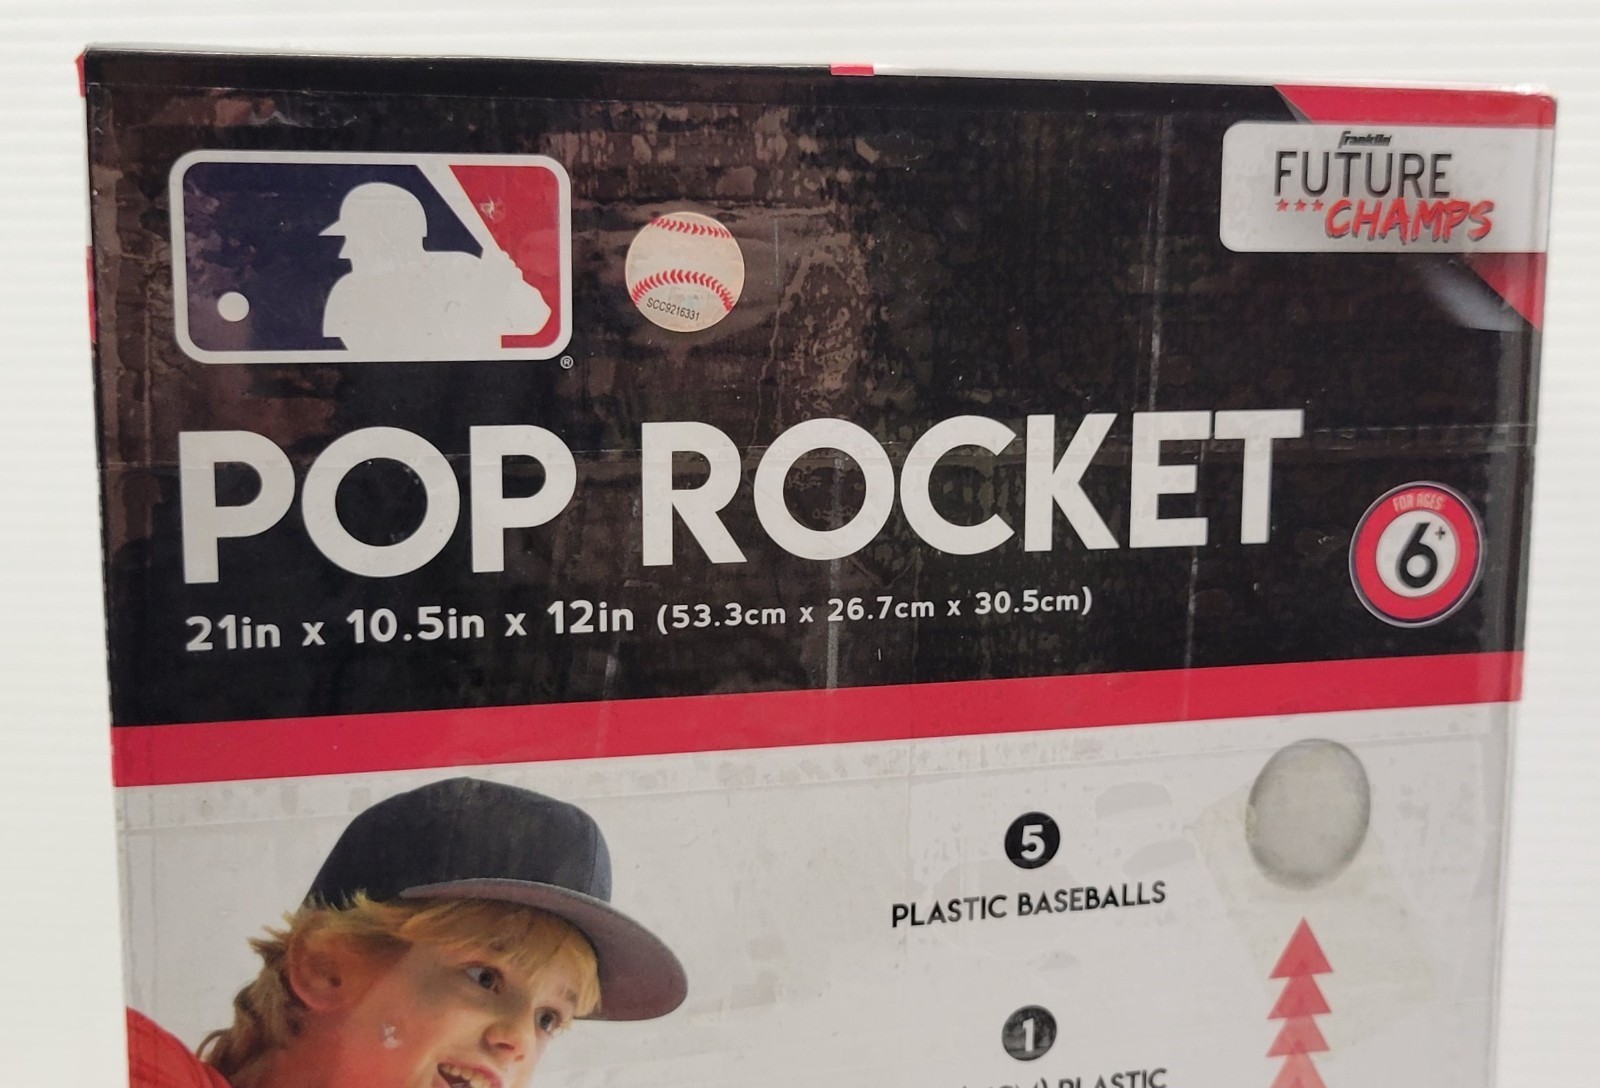 Franklin
FUTURE
CHAMPS
SCC9216331
®
POP ROCKET
FOR AGES
6+
21in x 10.5in x 12in (53.3cm x 26.7cm x 30.5cm)
5
PLASTIC BASEBALLS
1
PLASTIC